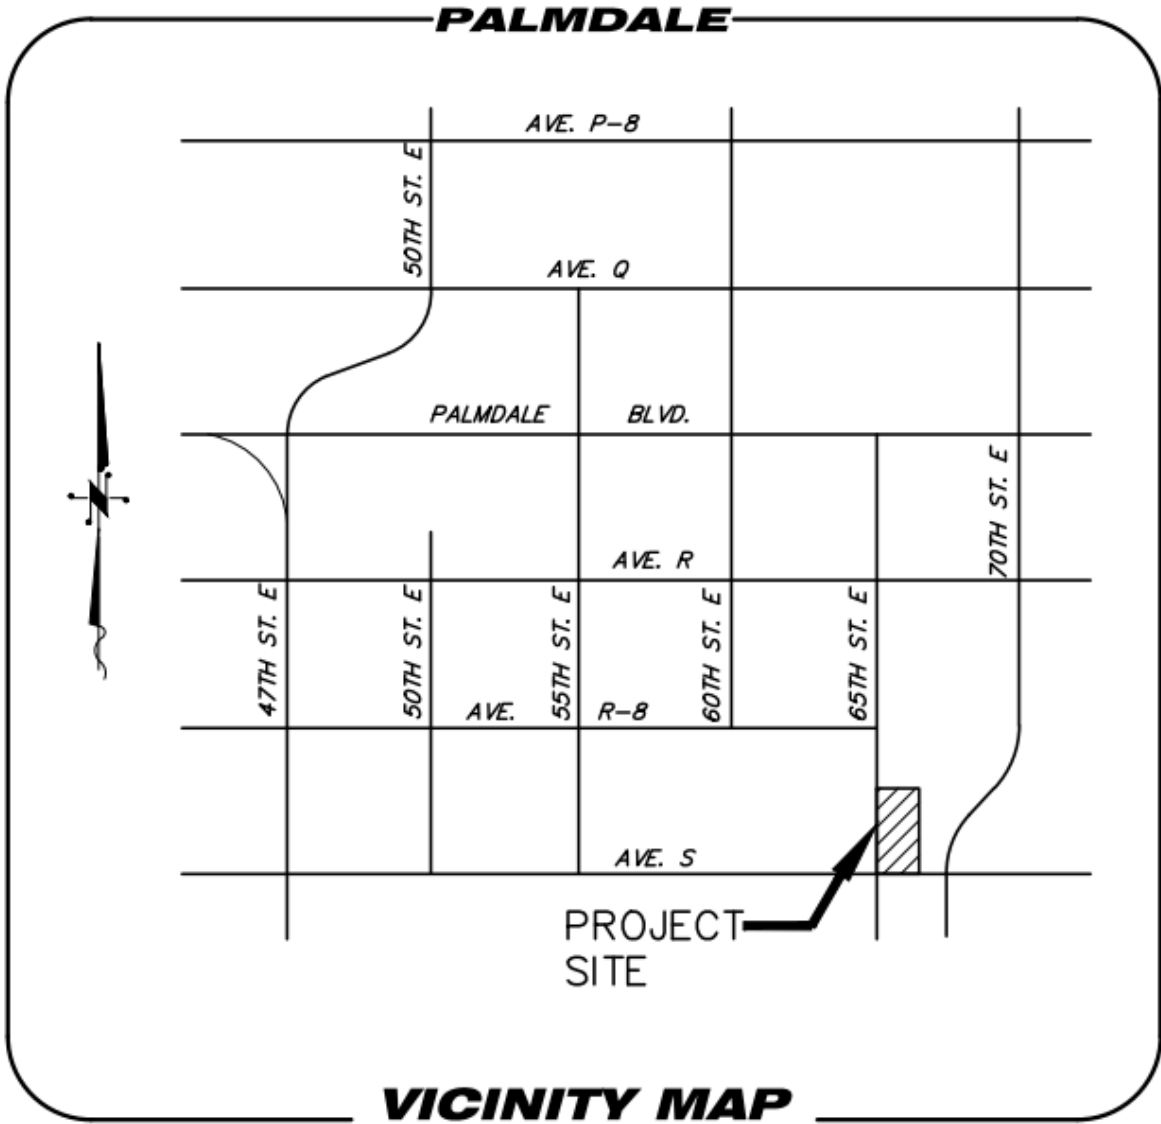 PALMDALE
AVE. P-8
50TH ST. E
AVE. Q
PALMDALE BLVD.
70TH ST. E
AVE. R
47TH ST. E
50TH ST. E
55TH ST. E
60TH ST. E
65TH ST. E
AVE. R-8
AVE. S
PROJECT
SITE
N
VICINITY MAP